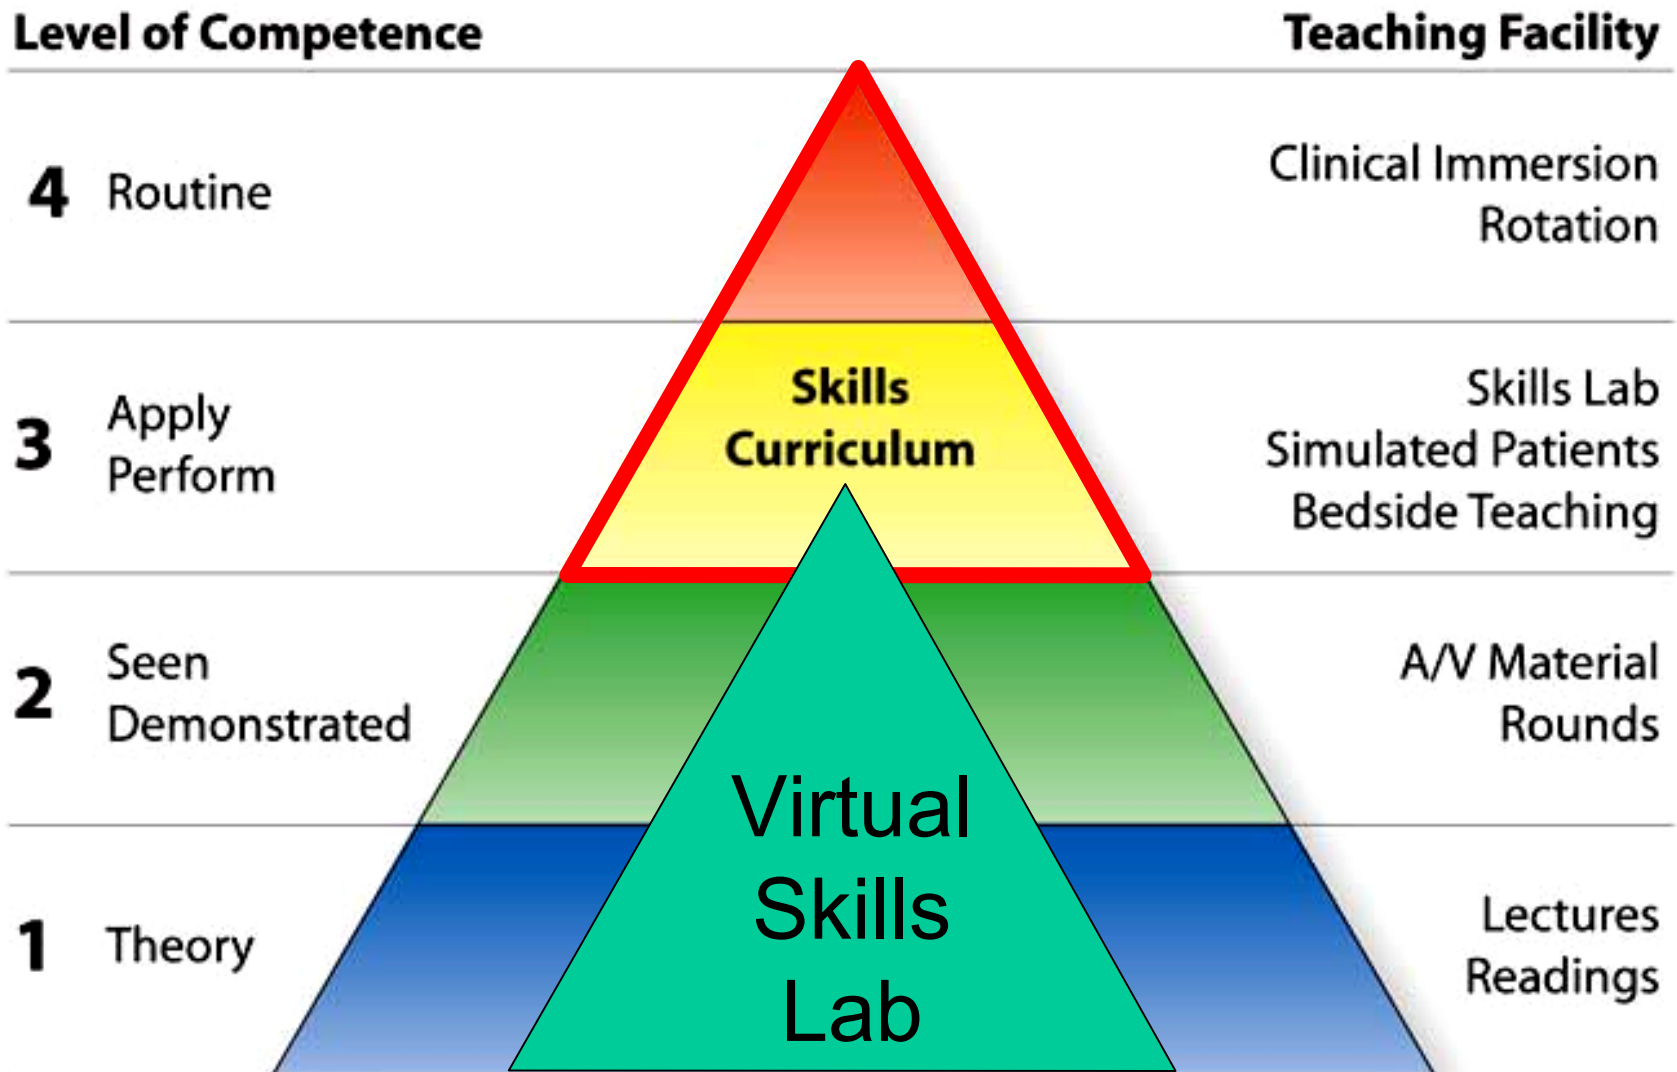 Level of Competence
Teaching Facility
4 Routine
Clinical Immersion
Rotation
3 Apply
Perform
Skills
Curriculum
Skills Lab
Simulated Patients
Bedside Teaching
2 Seen
Demonstrated
A/V Material
Rounds
1 Theory
Virtual
Skills
Lab
Lectures
Readings